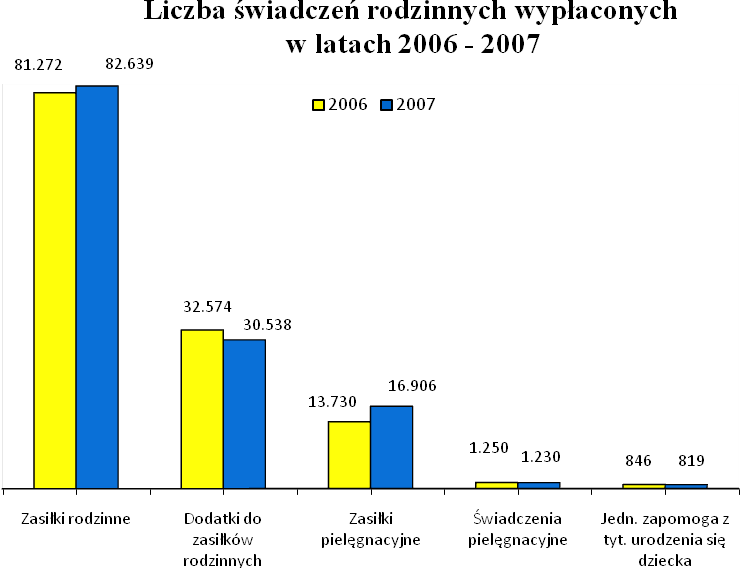 Liczba świadczeń rodzinnych wypłaconych
w latach 2006 - 2007
81.272
82.639
2006
2007
32.574
30.538
13.730
16.906
1.250
1.230
846
819
Zasiłki rodzinne
Dodatki do
zasiłków
rodzinnych
Zasiłki
pielęgnacyjne
Świadczenia
pielęgnacyjne
Jedn. zapomoga z
tyt. urodzenia się
dziecka